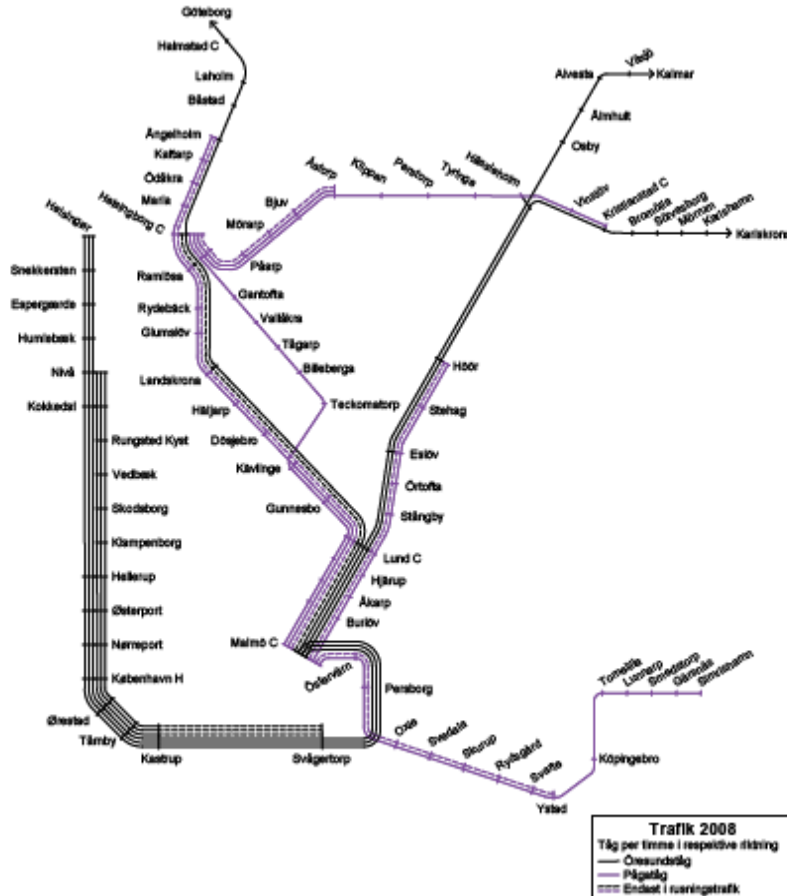 Göteborg
Halmstad C
Laholm
Båstad
Ängelholm
Kattarp
Ödåkra
Maria
Helsingborg C
Ramlösa
Rydebäck
Glumslöv
Landskrona
Häljarp
Dösjebro
Kävlinge
Gunnesbo
Mörarp
Bjuv
Påarp
Åstorp
Klippan
Perstorp
Tyringe
Hässleholm
Gantofta
Vallåkra
Tågarp
Billeberga
Teckomatorp
Alvesta
Vislanda
Kalmar
Älmhult
Osby
Vinslöv
Kristianstad C
Bromölla
Sölvesborg
Mörrum
Karlshamn
Karlskrona
Höör
Stehag
Eslöv
Örtofta
Stångby
Lund C
Hjärup
Åkarp
Burlöv
Malmö C
Östervärn
Persborg
Oxie
Svedala
Skurup
Rydsgård
Svarte
Ystad
Köpingebro
Tomelilla
Lunnarp
Smedstorp
Gärsnäs
Simrishamn
Helsingør
Snekkersten
Espergærde
Humlebæk
Nivå
Kokkedal
Rungsted Kyst
Vedbæk
Skodsborg
Klampenborg
Hellerup
Østerport
Nørreport
København H
Ørestad
Tårnby
Kastrup
Svågertorp
Trafik 2008
Tåg per timme i respektive riktning
Öresundståg
Pågatåg
Endast i rusningstrafik